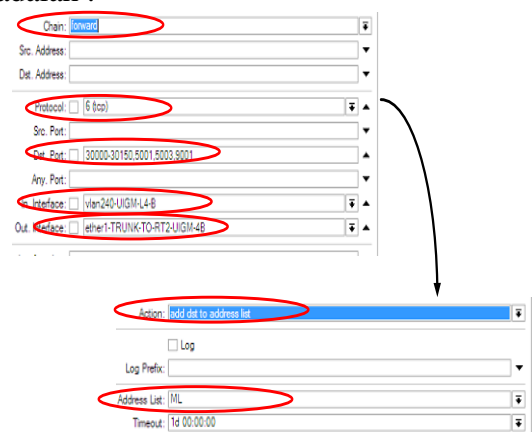 Chain: forward
Src. Address:
Dst. Address:
Protocol: 6 (tcp)
Src. Port:
Dst. Port: 30000-30150,5001,5003,9001
Any. Port:
In. Interface: vlan240-UIGM-L4-B
Out. Interface: ether1-TRUNK-TO-RT2-UIGM-4B
Action: add dst to address list
Log
Log Prefix:
Address List: ML
Timeout: 1d 00:00:00